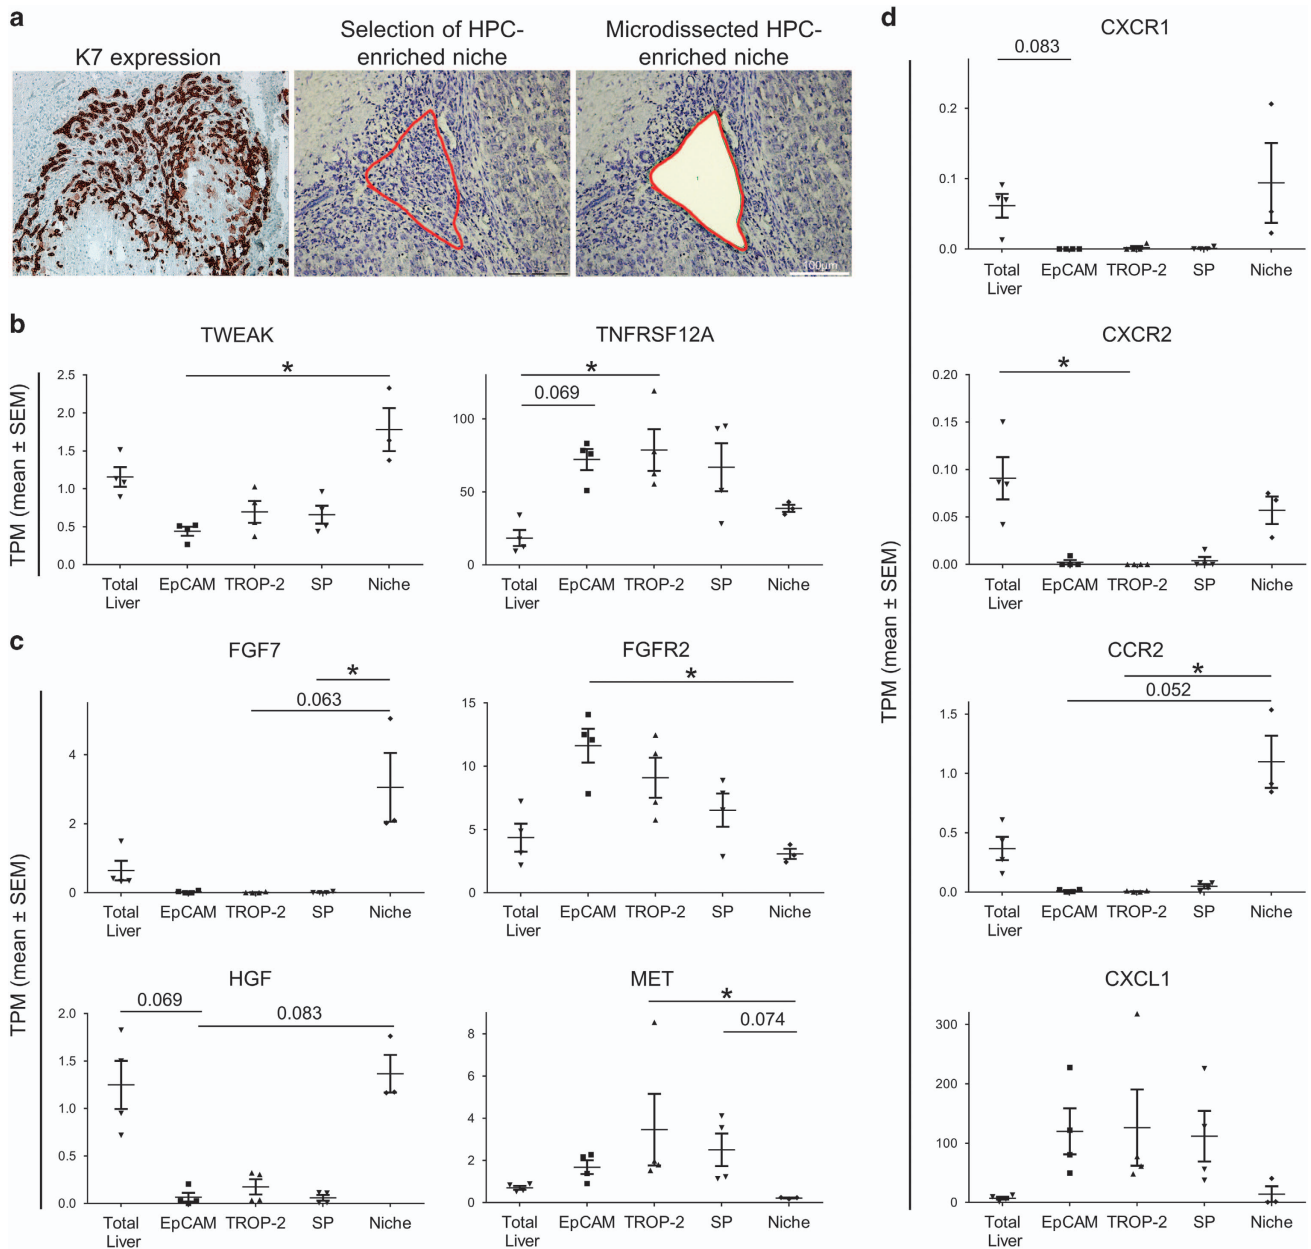 a
K7 expression
Selection of HPC-
enriched niche
Microdissected HPC-
enriched niche
100µm
b
TWEAK
TPM (mean ± SEM)
2.5
2.0
1.5
1.0
0.5
0.0
*
Total
Liver
EpCAM
TROP-2
SP
Niche
TNFRSF12A
100
50
0
*
0.069
Total
Liver
EpCAM
TROP-2
SP
Niche
c
TPM (mean ± SEM)
FGF7
4
2
0
*
0.063
Total
Liver
EpCAM
TROP-2
SP
Niche
FGFR2
15
10
5
0
*
Total
Liver
EpCAM
TROP-2
SP
Niche
HGF
2.0
1.5
1.0
0.5
0.0
0.069
0.083
Total
Liver
EpCAM
TROP-2
SP
Niche
MET
8
6
4
2
0
*
0.074
Total
Liver
EpCAM
TROP-2
SP
Niche
d
TPM (mean ± SEM)
CXCR1
0.083
0.2
0.1
0.0
Total
Liver
EpCAM
TROP-2
SP
Niche
CXCR2
*
0.20
0.15
0.10
0.05
0.00
Total
Liver
EpCAM
TROP-2
SP
Niche
CCR2
*
0.052
1.5
1.0
0.5
0.0
Total
Liver
EpCAM
TROP-2
SP
Niche
CXCL1
300
200
100
0
Total
Liver
EpCAM
TROP-2
SP
Niche